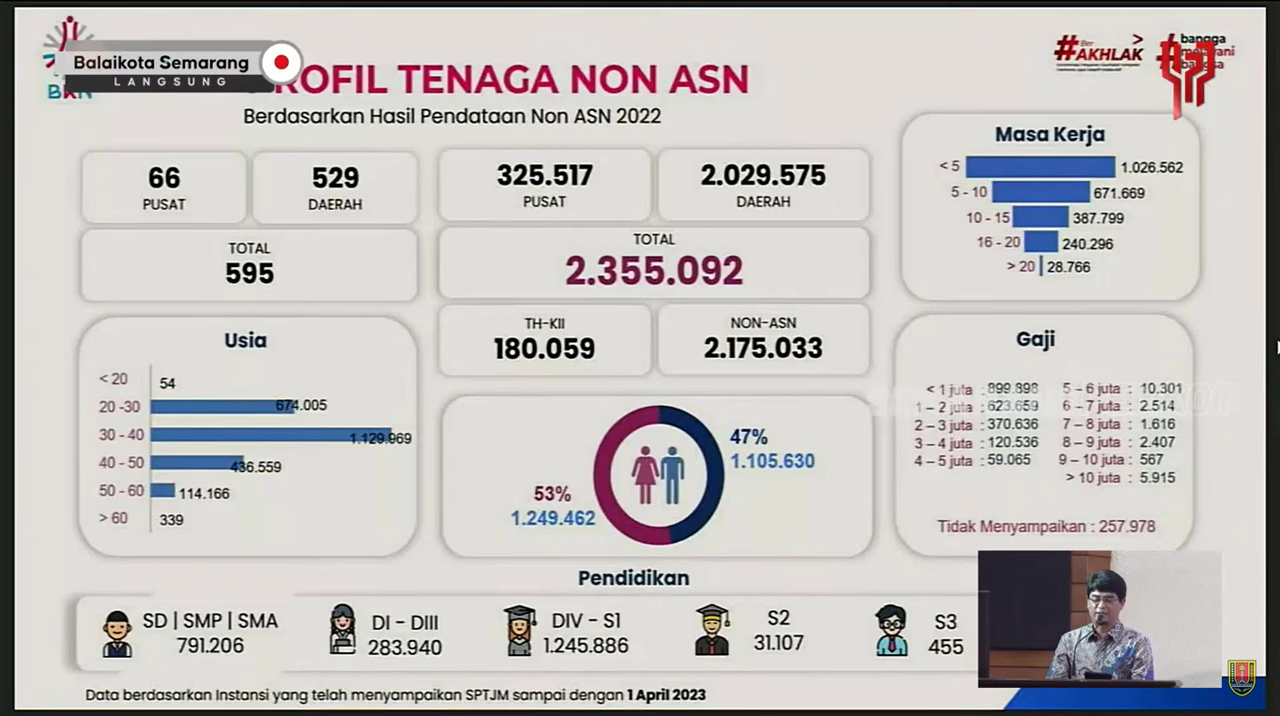 Balaikota Semarang
LANGSUNG
BKN
ROFIL TENAGA NON ASN
Berdasarkan Hasil Pendataan Non ASN 2022
#Ber
AKHLAK >
#bangga
melayani
bangsa
66
PUSAT
529
DAERAH
TOTAL
595
325.517
PUSAT
2.029.575
DAERAH
TOTAL
2.355.092
TH-KII
180.059
NON-ASN
2.175.033
Masa Kerja
< 5 1.026.562
5 - 10 671.669
10 - 15 387.799
16 - 20 240.296
> 20 28.766
Usia
< 20 54
20 -30 674.005
30 - 40 1.129.969
40 - 50 436.559
50 - 60 114.166
> 60 339
47%
1.105.630
53%
1.249.462
Gaji
< 1 juta : 899.898 5 – 6 juta : 10.301
1 – 2 juta : 623.659 6 – 7 juta : 2.514
2 – 3 juta : 370.636 7 – 8 juta : 1.616
3 – 4 juta : 120.536 8 – 9 juta : 2.407
4 – 5 juta : 59.065 9 – 10 juta : 567
> 10 juta : 5.915
Tidak Menyampaikan : 257.978
Pendidikan
SD | SMP | SMA
791.206
DI - DIII
283.940
DIV - S1
1.245.886
S2
31.107
S3
455
Data berdasarkan Instansi yang telah menyampaikan SPTJM sampai dengan 1 April 2023